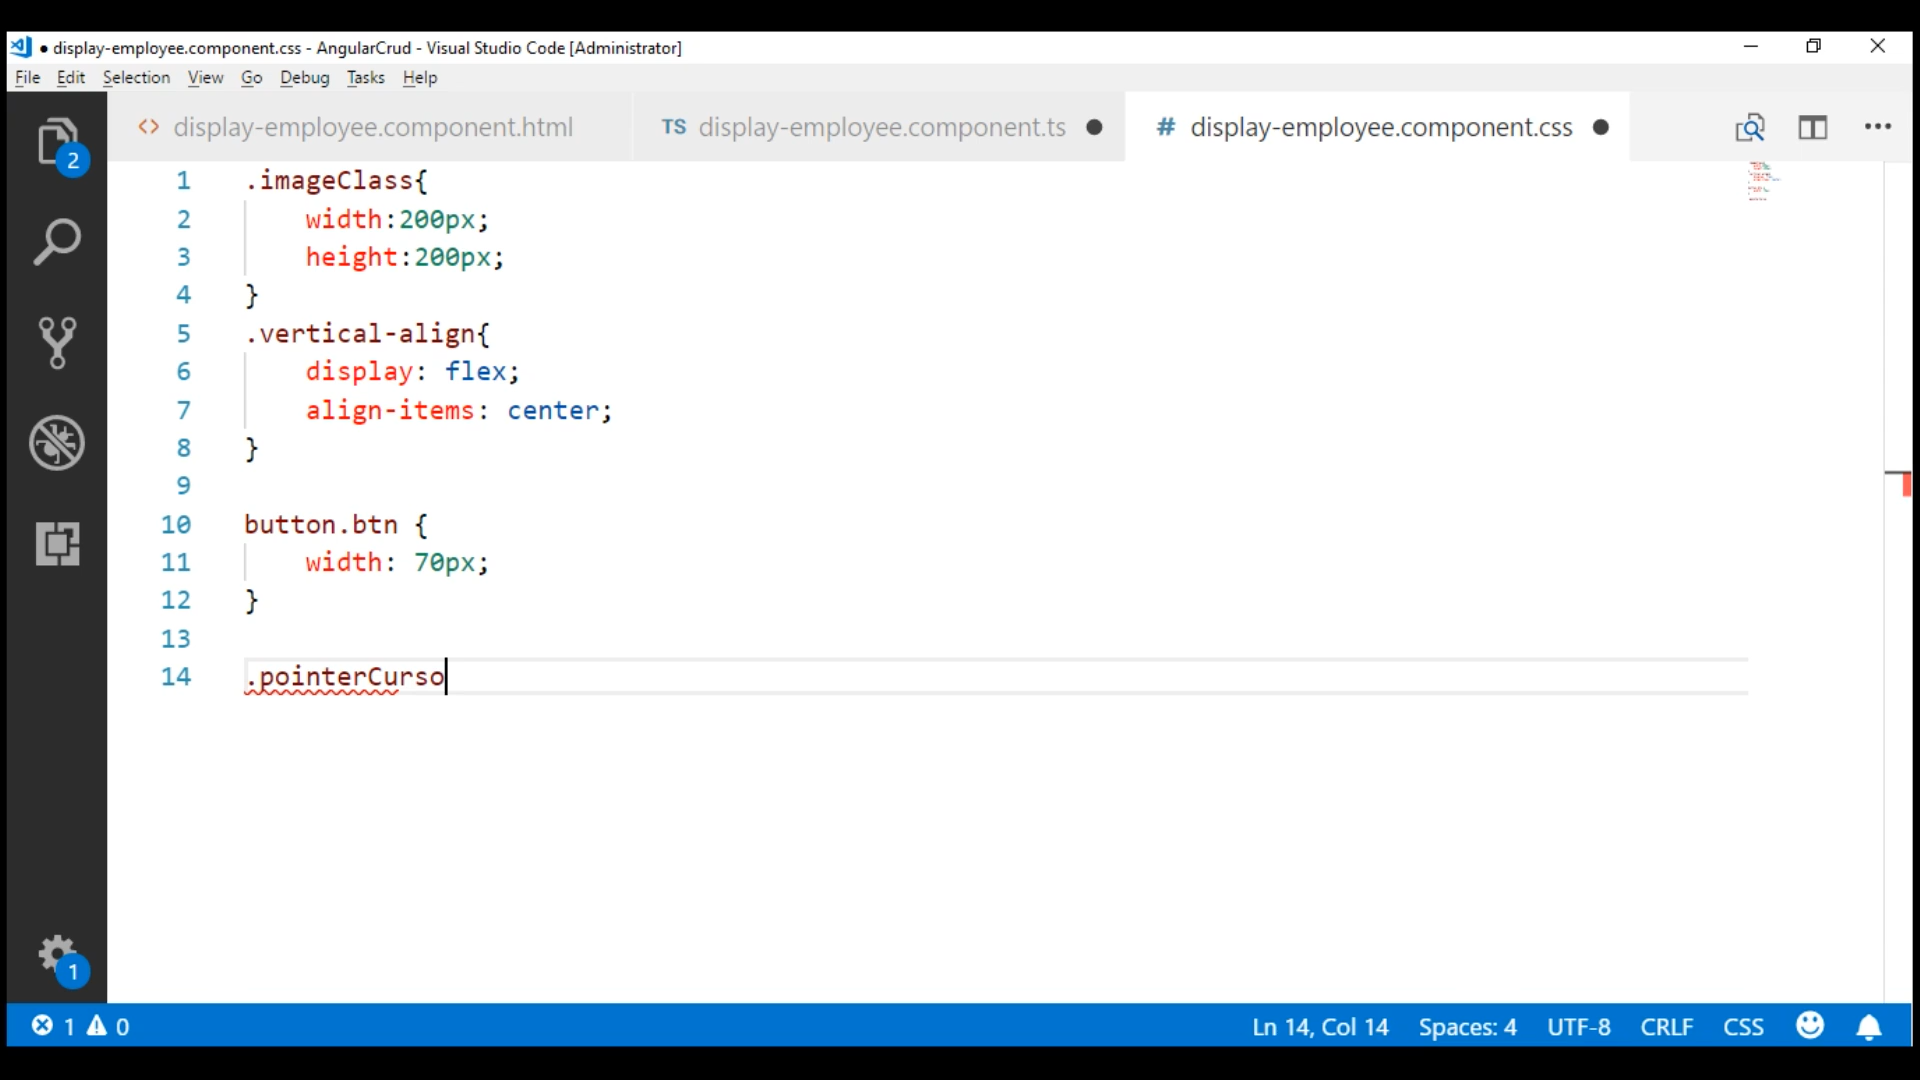 display-employee.component.css - AngularCrud - Visual Studio Code [Administrator]
File Edit Selection View Go Debug Tasks Help
<> display-employee.component.html TS display-employee.component.ts # display-employee.component.css
2
1 .imageClass{
2 width:200px;
3 height:200px;
4 }
5 .vertical-align{
6 display: flex;
7 align-items: center;
8 }
9
10 button.btn {
11 width: 70px;
12 }
13
14 .pointerCurso
1
1 0 Ln 14, Col 14 Spaces: 4 UTF-8 CRLF CSS